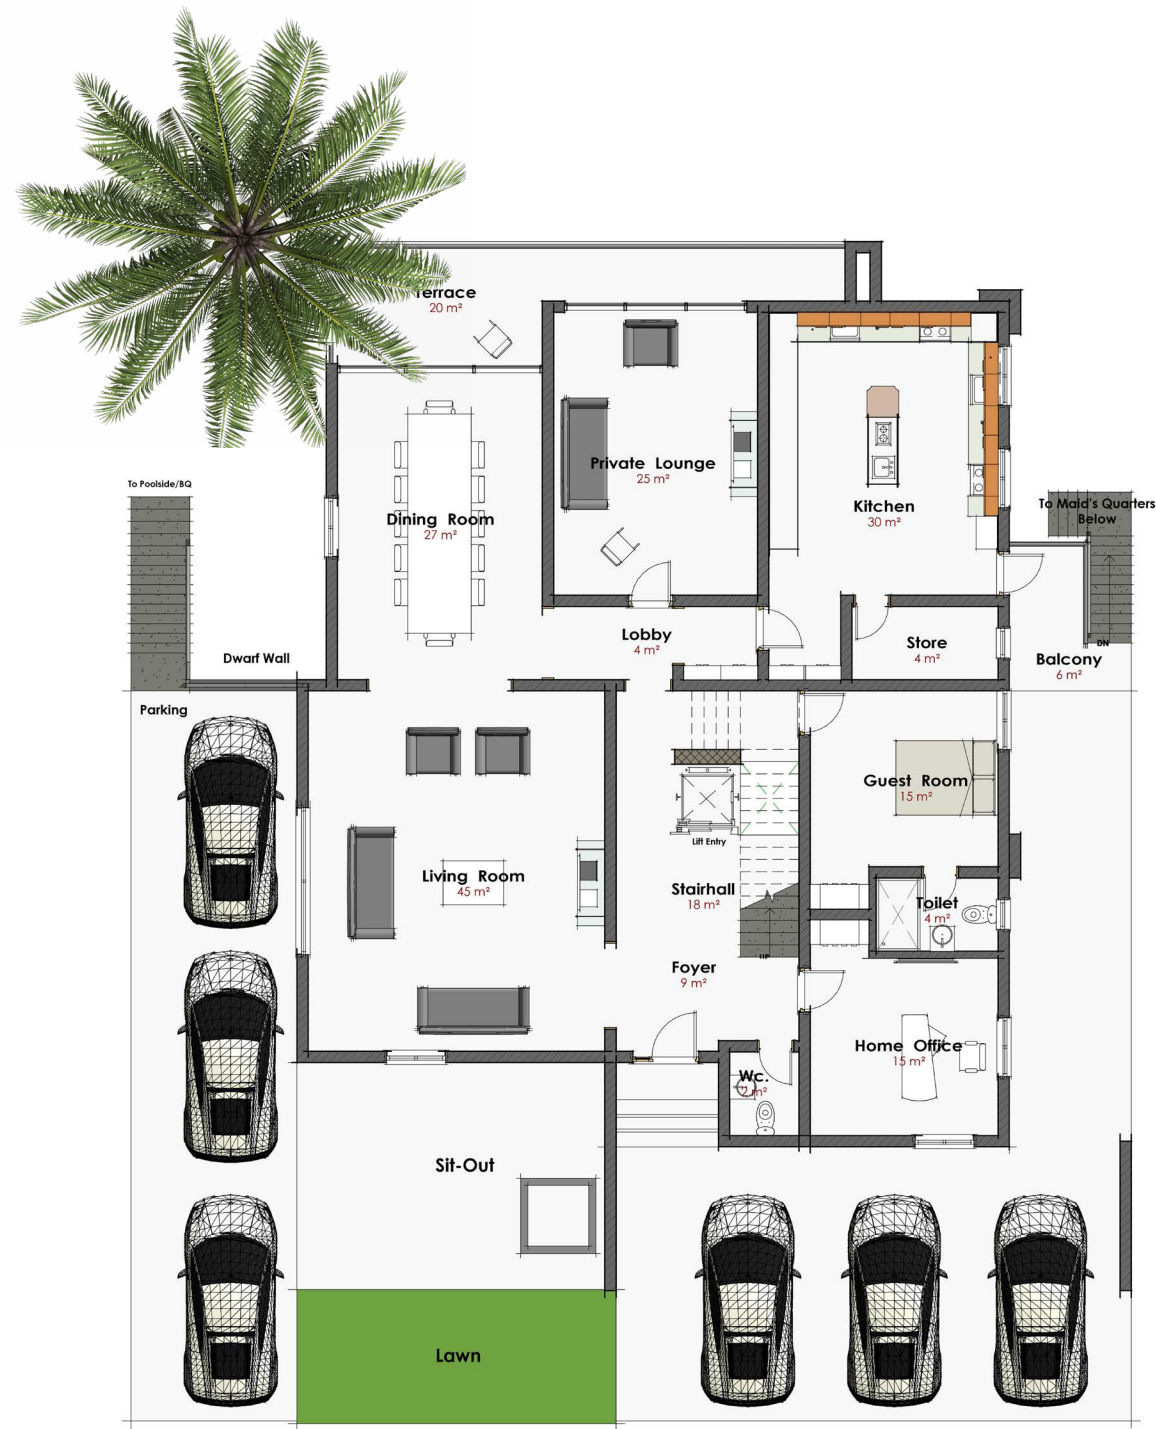 Terrace
20 m²
Private Lounge
25 m²
To Poolside/BQ
Dining Room
27 m²
Kitchen
30 m²
To Maid's Quarters
Below
Lobby
4 m²
Store
4 m²
DN
Balcony
6 m²
Dwarf Wall
Parking
Guest Room
15 m²
Lift Entry
Living Room
45 m²
Stairhall
18 m²
Toilet
4 m²
UP
Foyer
9 m²
Home Office
15 m²
Wc.
2 m²
Sit-Out
Lawn